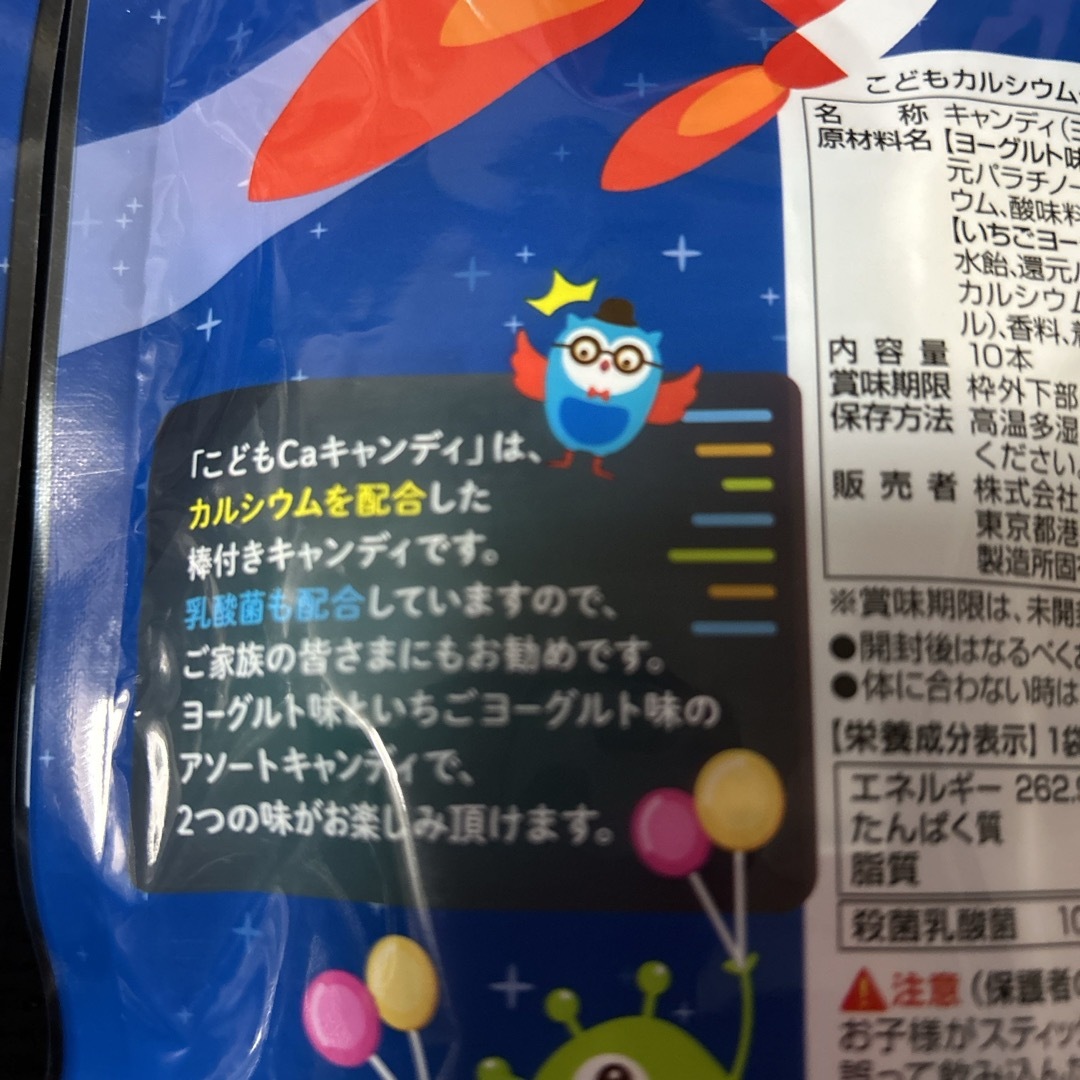 「こどもCaキャンディ」は、
カルシウムを配合した
棒付きキャンディです。
乳酸菌も配合していますので、
ご家族の皆さまにもお勧めです。
ヨーグルト味といちごヨーグルト味の
アソートキャンディで、
2つの味がお楽しみ頂けます。
こどもカルシウム
名 称 キャンディ(ヨ
原材料名【ヨーグルト味
元パラチノー
ウム、酸味料
【いちごヨー
水飴、還元パ
カルシウム
ル)、香料、
内容量 10本
賞味期限 枠外下部
保存方法 高温多湿
ください。
販売者 株式会社
東京都港
製造所固
※賞味期限は、未開
●開封後はなるべくお
●体に合わない時は
【栄養成分表示】1袋
エネルギー 262.
たんぱく質
脂質
殺菌乳酸菌 10
注意(保護者の
お子様がスティッ
誤って飲み込んだ